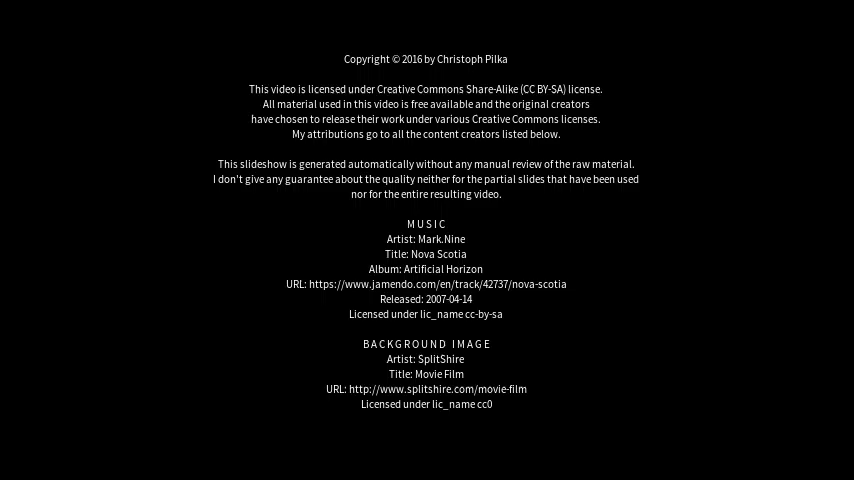 Copyright © 2016 by Christoph Pilka
This video is licensed under Creative Commons Share-Alike (CC BY-SA) license.
All material used in this video is free available and the original creators
have chosen to release their work under various Creative Commons licenses.
My attributions go to all the content creators listed below.
This slideshow is generated automatically without any manual review of the raw material.
I don't give any guarantee about the quality neither for the partial slides that have been used
nor for the entire resulting video.
MUSIC
Artist: Mark.Nine
Title: Nova Scotia
Album: Artificial Horizon
URL: https://www.jamendo.com/en/track/42737/nova-scotia
Released: 2007-04-14
Licensed under lic_name cc-by-sa
BACKGROUND IMAGE
Artist: SplitShire
Title: Movie Film
URL: http://www.splitshire.com/movie-film
Licensed under lic_name cc0